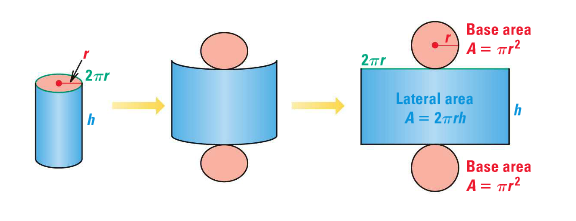 r
2πr
h
r
Base area
A = πr²
2πr
Lateral area
A = 2πrh
h
Base area
A = πr²